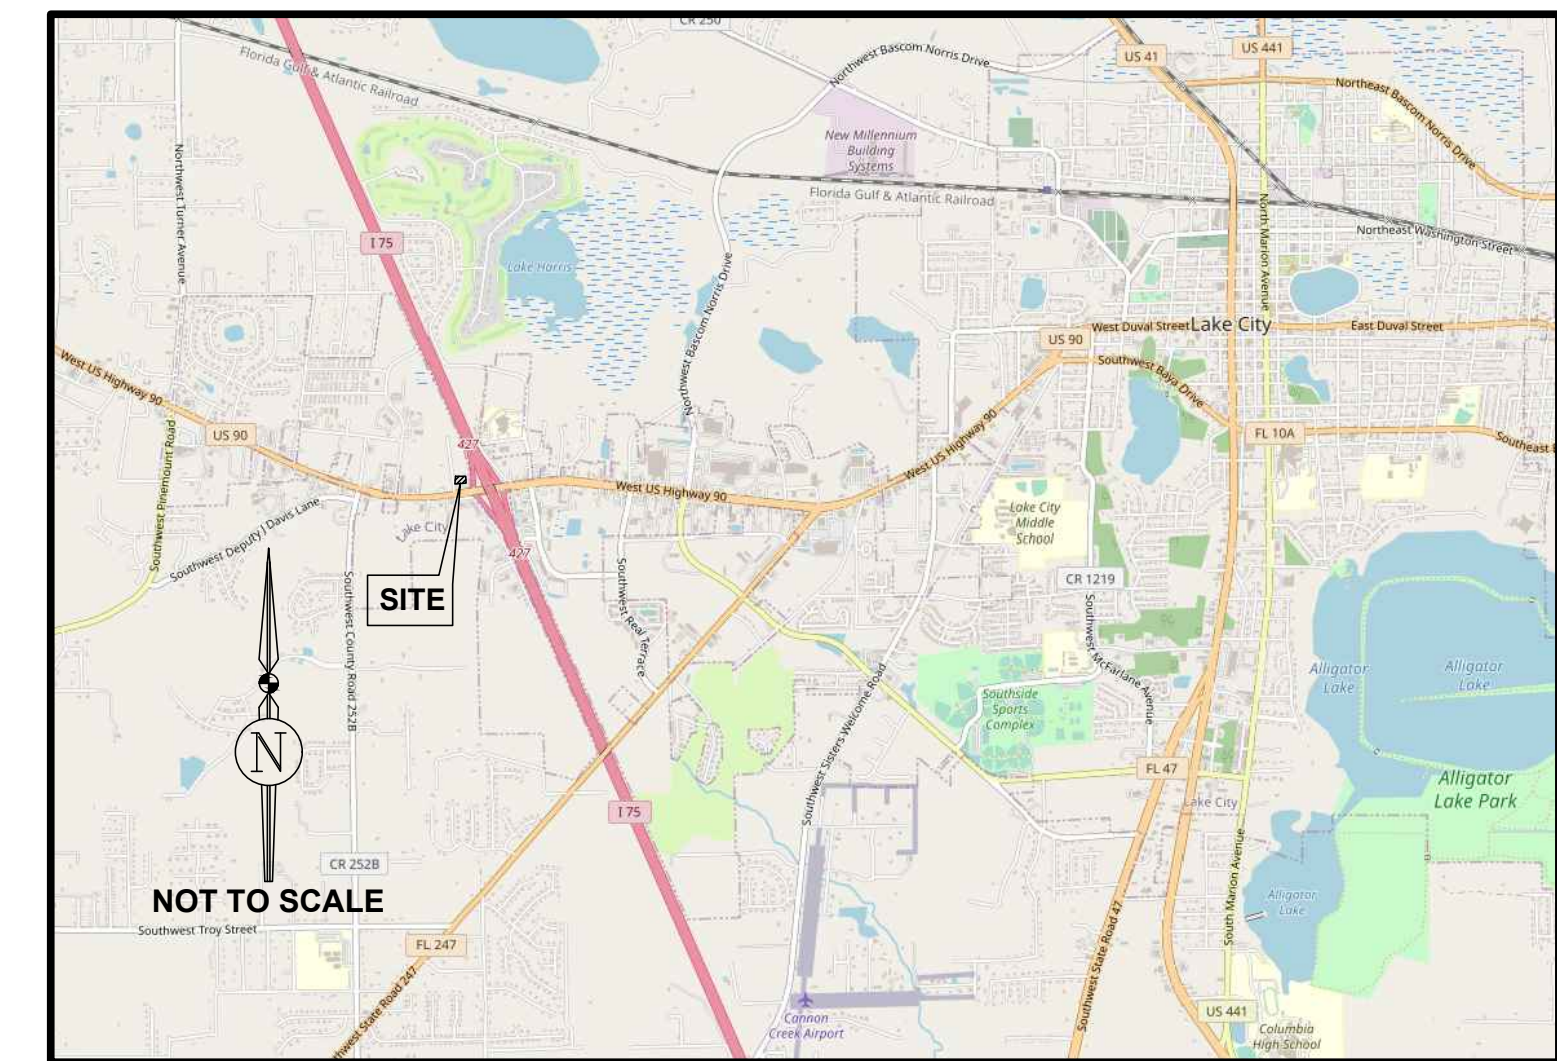 CR 250
US 41
US 441
Northwest Bascom Norris Drive
Florida Gulf & Atlantic Railroad
Northeast Bascom Norris Drive
New Millennium
Building
Systems
Northwest Turner Avenue
Florida Gulf & Atlantic Railroad
North Marion Avenue
Northeast Washington Street
I 75
Lake Harris
Northwest Bascom Norris Drive
US 90
West Duval Street
Lake City
East Duval Street
West US Highway 90
Southwest Baya Drive
US 90
427
West US Highway 90
FL 10A
Southeast
Southwest Pinemount Road
West US Highway 90
Southwest Deputy J Davis Lane
Lake City
Lake City
Middle
School
427
SITE
Southwest County Road 252B
Southwest Real Terrace
CR 1219
Southwest McFarlane Avenue
Southwest Sisters Welcome Road
Southside
Sports
Complex
Alligator
Lake
Alligator
Lake
N
FL 47
Alligator
Lake Park
I 75
Lake City
CR 252B
NOT TO SCALE
South Marion Avenue
Alligator
Lake
Southwest Troy Street
FL 247
Southwest State Road 47
hwest State Road 247
Cannon
Creek Airport
US 441
Columbia
High School